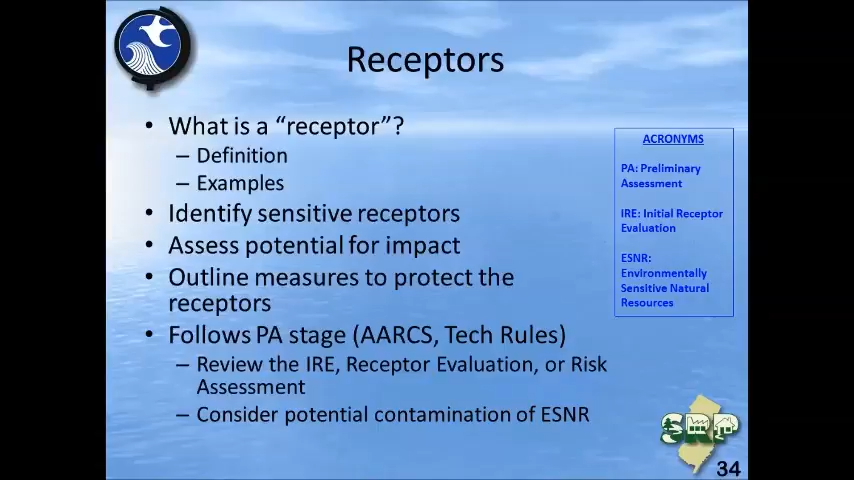 Receptors
• What is a “receptor”?
– Definition
– Examples
• Identify sensitive receptors
• Assess potential for impact
• Outline measures to protect the
receptors
• Follows PA stage (AARCS, Tech Rules)
– Review the IRE, Receptor Evaluation, or Risk
Assessment
– Consider potential contamination of ESNR
ACRONYMS
PA: Preliminary
Assessment
IRE: Initial Receptor
Evaluation
ESNR:
Environmentally
Sensitive Natural
Resources
SRP
34